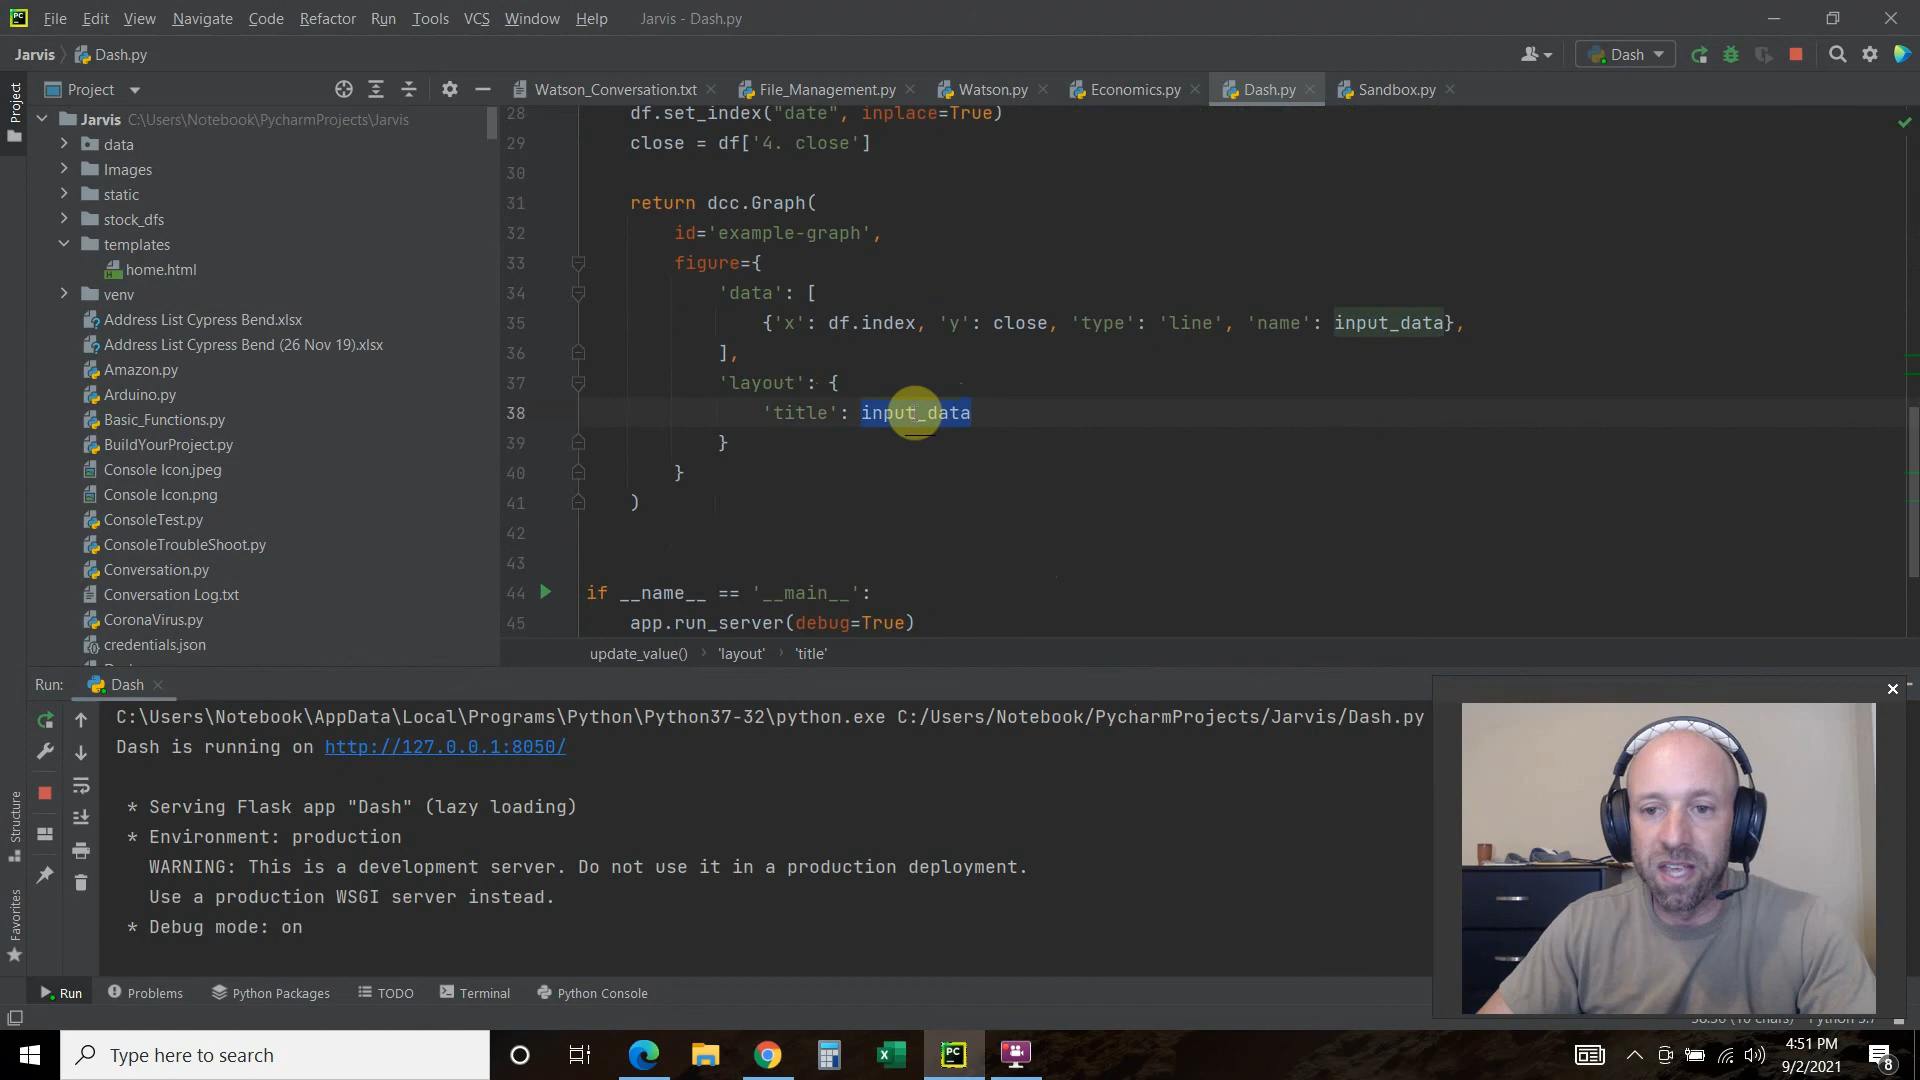 PC File Edit View Navigate Code Refactor Run Tools VCS Window Help Jarvis - Dash.py
Jarvis Dash.py Dash
Project Watson_Conversation.txt File_Management.py Watson.py Economics.py Dash.py Sandbox.py
Project
Jarvis C:\Users\Notebook\PycharmProjects\Jarvis
data
Images
static
stock_dfs
templates
home.html
venv
Address List Cypress Bend.xlsx
Address List Cypress Bend (26 Nov 19).xlsx
Amazon.py
Arduino.py
Basic_Functions.py
BuildYourProject.py
Console Icon.jpeg
Console Icon.png
ConsoleTest.py
ConsoleTroubleShoot.py
Conversation.py
Conversation Log.txt
CoronaVirus.py
credentials.json
28 df.set_index("date", inplace=True)
29 close = df['4. close']
30
31 return dcc.Graph(
32 id='example-graph',
33 figure={
34 'data': [
35 {'x': df.index, 'y': close, 'type': 'line', 'name': input_data},
36 ],
37 'layout': {
38 'title': input_data
39 }
40 }
41 )
42
43
44 if __name__ == '__main__':
45 app.run_server(debug=True)
update_value() 'layout' 'title'
Run: Dash
C:\Users\Notebook\AppData\Local\Programs\Python\Python37-32\python.exe C:/Users/Notebook/PycharmProjects/Jarvis/Dash.py
Dash is running on http://127.0.0.1:8050/
* Serving Flask app "Dash" (lazy loading)
* Environment: production
WARNING: This is a development server. Do not use it in a production deployment.
Use a production WSGI server instead.
* Debug mode: on
Structure
Favorites
Run Problems Python Packages TODO Terminal Python Console
Type here to search
PC
4:51 PM
9/2/2021
8